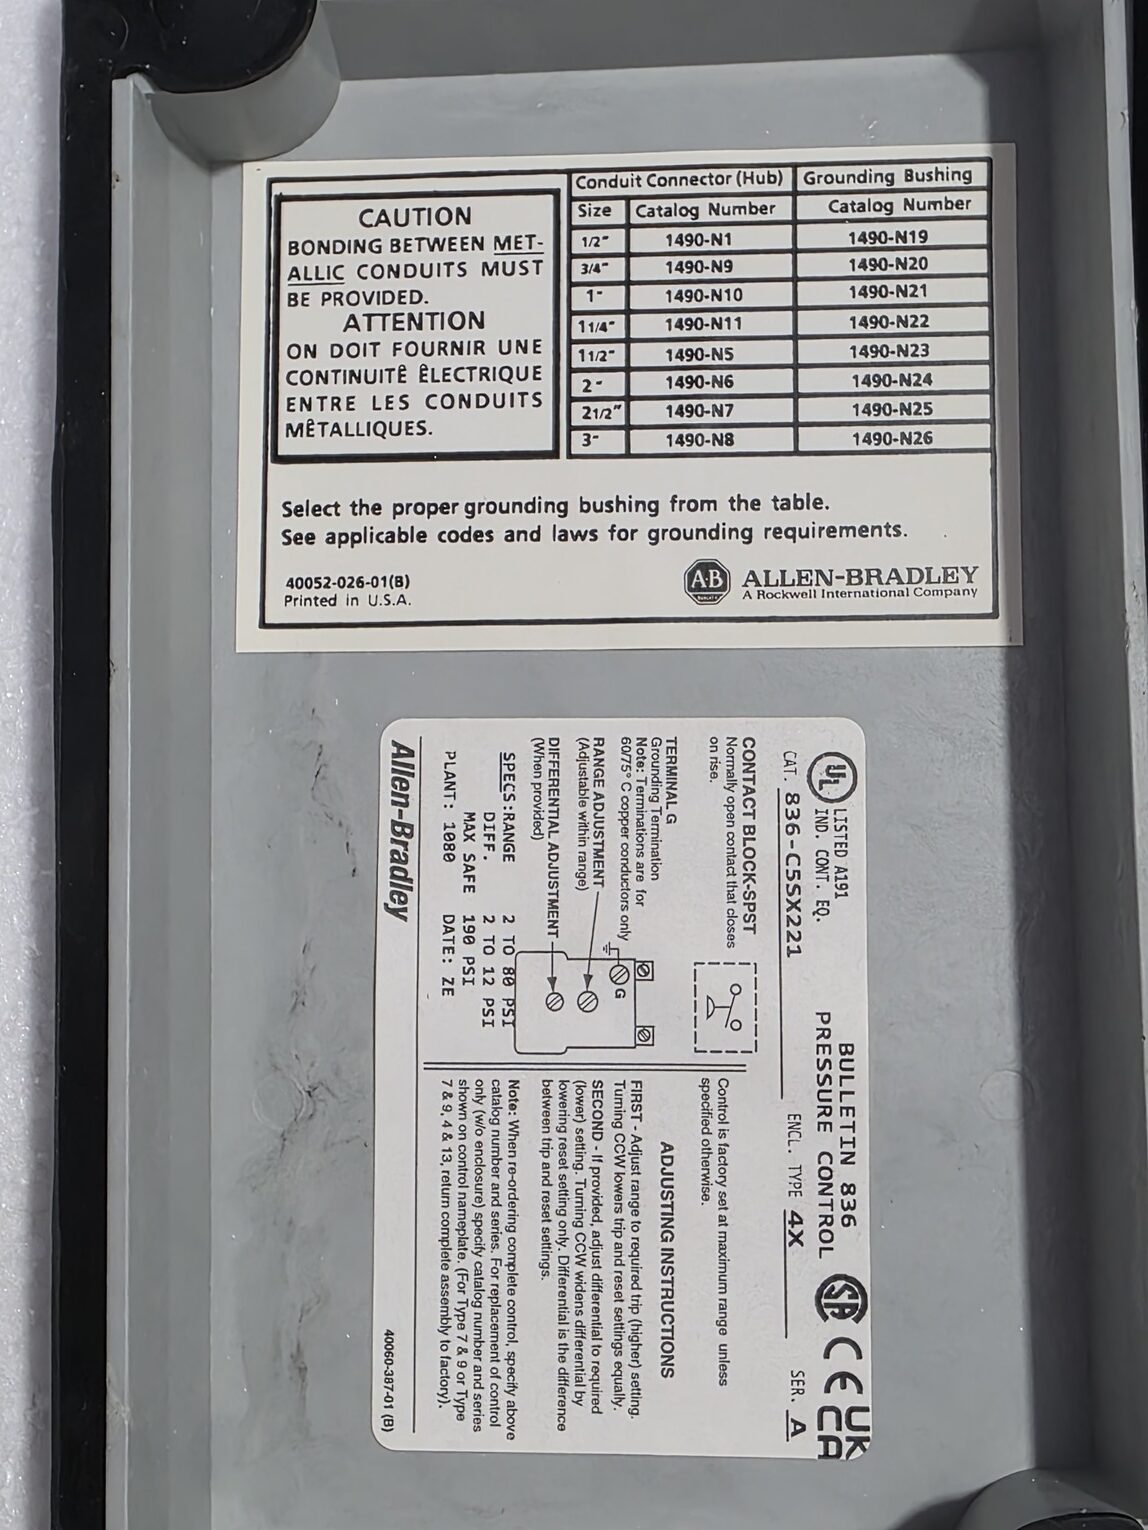 CAUTION
BONDING BETWEEN MET-
ALLIC CONDUITS MUST
BE PROVIDED.
ATTENTION
ON DOIT FOURNIR UNE
CONTINUITÊ ÊLECTRIQUE
ENTRE LES CONDUITS
MÊTALLIQUES.
Conduit Connector (Hub) Grounding Bushing
Size Catalog Number Catalog Number
1/2" 1490-N1 1490-N19
3/4" 1490-N9 1490-N20
1" 1490-N10 1490-N21
1 1/4" 1490-N11 1490-N22
1 1/2" 1490-N5 1490-N23
2" 1490-N6 1490-N24
2 1/2" 1490-N7 1490-N25
3" 1490-N8 1490-N26
Select the proper grounding bushing from the table.
See applicable codes and laws for grounding requirements.
40052-026-01(B)
Printed in U.S.A.
A·B
ALLEN-BRADLEY
A Rockwell International Company
UL LISTED A191
IND. CONT. EQ.
BULLETIN 836
PRESSURE CONTROL
SA CE UK
CA
CAT. 836-C5SX221 ENCL. TYPE 4X SER. A
CONTACT BLOCK-SPST
Normally open contact that closes
on rise.
TERMINAL G
Grounding Termination
Note: Terminations are for
60/75° C copper conductors only
G
RANGE ADJUSTMENT
(Adjustable within range)
DIFFERENTIAL ADJUSTMENT
(When provided)
SPECS:RANGE 2 TO 80 PSI
DIFF. 2 TO 12 PSI
MAX SAFE 190 PSI
PLANT: 1080 DATE: ZE
Control is factory set at maximum range unless
specified otherwise.
ADJUSTING INSTRUCTIONS
FIRST - Adjust range to required trip (higher) setting.
Turning CCW lowers trip and reset settings equally.
SECOND - If provided, adjust differential to required
(lower) setting. Turning CCW widens differential by
lowering reset setting only. Differential is the difference
between trip and reset settings.
Note: When re-ordering complete control, specify above
catalog number and series. For replacement of control
only (w/o enclosure) specify catalog number and series
shown on control nameplate. (For Type 7 & 9 or Type
7 & 9, 4 & 13, return complete assembly to factory).
Allen-Bradley
40060-387-01 (B)